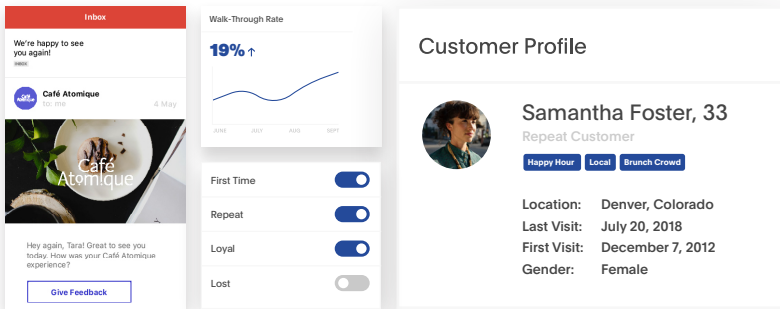 Inbox
We're happy to see
you again!
INBOX
Café Atomique
to: me
4 May
Café
Atomique
Café
Atomique
Hey again, Tara! Great to see you
today. How was your Café Atomique
experience?
Give Feedback
Walk-Through Rate
19%↑
JUNE JULY AUG SEPT
First Time
Repeat
Loyal
Lost
Customer Profile
Samantha Foster, 33
Repeat Customer
Happy Hour Local Brunch Crowd
Location: Denver, Colorado
Last Visit: July 20, 2018
First Visit: December 7, 2012
Gender: Female